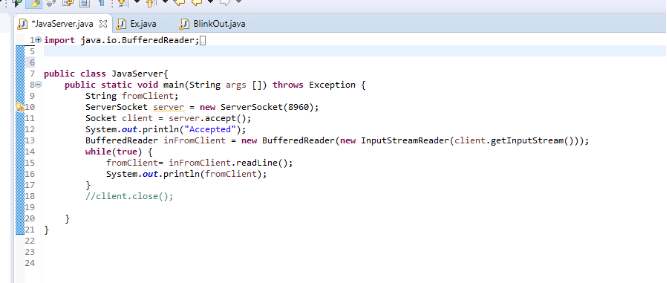 *JavaServer.java Ex.java BlinkOut.java
1 import java.io.BufferedReader;
5
6
7 public class JavaServer{
8 public static void main(String args []) throws Exception {
9 String fromClient;
10 ServerSocket server = new ServerSocket(8960);
11 Socket client = server.accept();
12 System.out.println("Accepted");
13 BufferedReader inFromClient = new BufferedReader(new InputStreamReader(client.getInputStream()));
14 while(true) {
15 fromClient= inFromClient.readLine();
16 System.out.println(fromClient);
17 }
18 //client.close();
19
20 }
21 }
22
23
24